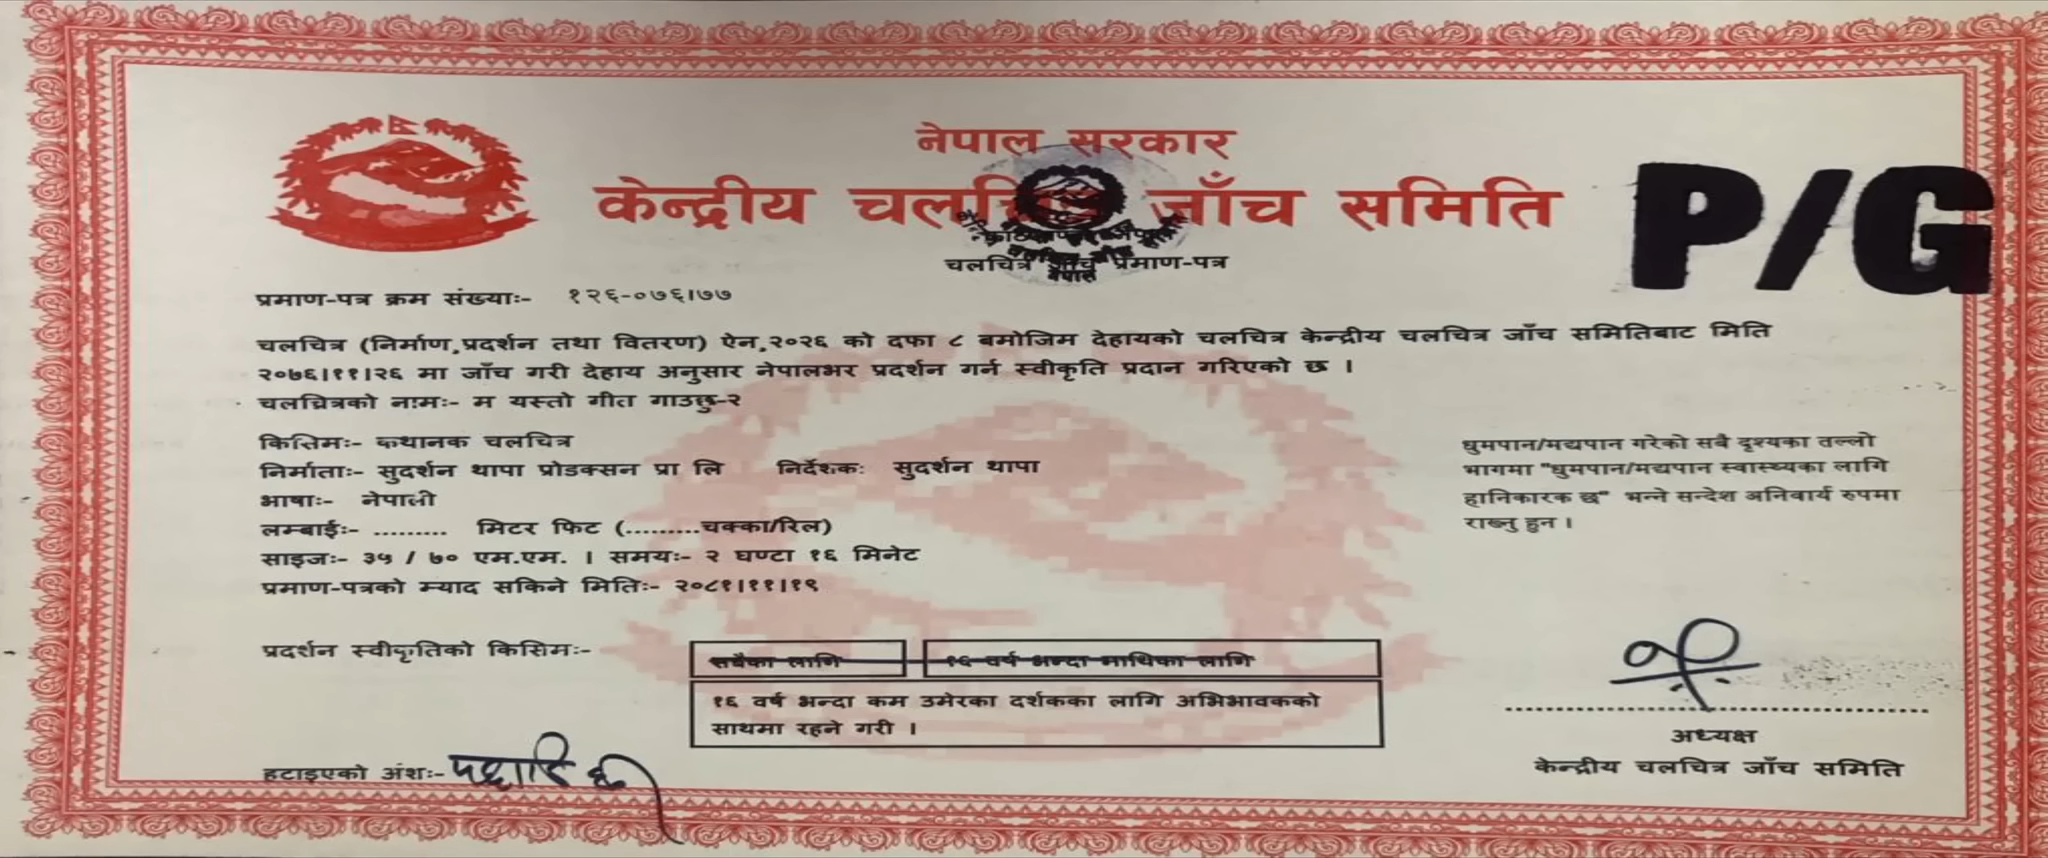 नेपाल सरकार
केन्द्रीय चलचित्र जाँच समिति
P/G
चलचित्र जाँच प्रमाण-पत्र
प्रमाण-पत्र क्रम संख्याः- १२६-०७६।७७
चलचित्र (निर्माण,प्रदर्शन तथा वितरण) ऐन,२०२६ को दफा ८ बमोजिम देहायको चलचित्र केन्द्रीय चलचित्र जाँच समितिबाट मिति
२०७६।११।२६ मा जाँच गरी देहाय अनुसार नेपालभर प्रदर्शन गर्न स्वीकृति प्रदान गरिएको छ ।
चलचित्रको नामः- म यस्तो गीत गाउछु-२
किसिमः- कथानक चलचित्र
निर्माताः- सुदर्शन थापा प्रोडक्सन प्रा लि निर्देशकः सुदर्शन थापा
भाषाः- नेपाली
लम्बाईः- ......... मिटर फिट (.........चक्का/रिल)
साइजः- ३५ / ७० एम.एम. । समयः- २ घण्टा १६ मिनेट
प्रमाण-पत्रको म्याद सकिने मितिः- २०८१।११।१९
धुमपान/मद्यपान गरेको सबै दृश्यका तल्लो
भागमा "धुमपान/मद्यपान स्वास्थ्यका लागि
हानिकारक छ" भन्ने सन्देश अनिवार्य रुपमा
राख्नु हुन ।
प्रदर्शन स्वीकृतिको किसिमः-
सबैका लागि १६ वर्ष भन्दा माथिका लागि
१६ वर्ष भन्दा कम उमेरका दर्शकका लागि अभिभावकको
साथमा रहने गरी ।
हटाइएको अंशः-
अध्यक्ष
केन्द्रीय चलचित्र जाँच समिति